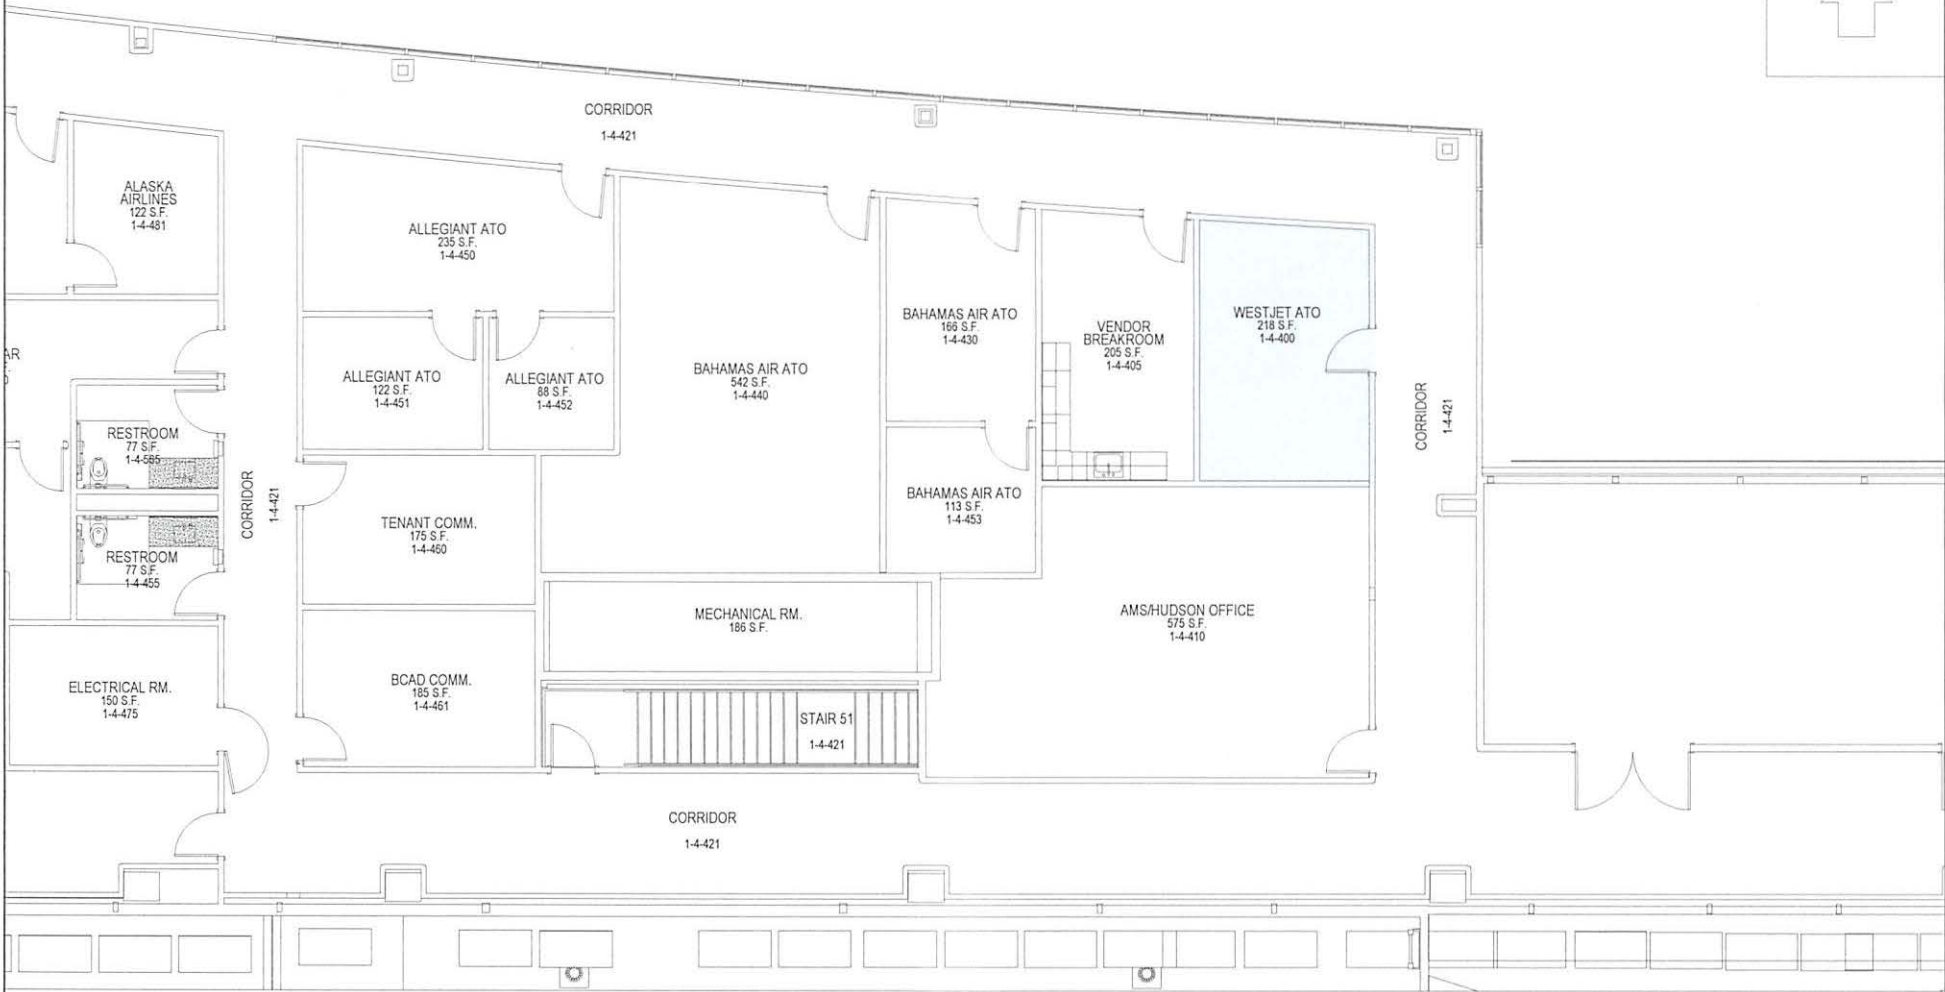 CORRIDOR
1-4-421
ALASKA
AIRLINES
122 S.F.
1-4-481
ALLEGIANT ATO
235 S.F.
1-4-450
ALLEGIANT ATO
122 S.F.
1-4-451
ALLEGIANT ATO
88 S.F.
1-4-452
BAHAMAS AIR ATO
542 S.F.
1-4-440
BAHAMAS AIR ATO
166 S.F.
1-4-430
BAHAMAS AIR ATO
113 S.F.
1-4-453
VENDOR
BREAKROOM
205 S.F.
1-4-405
WESTJET ATO
218 S.F.
1-4-400
CORRIDOR
1-4-421
AR
RESTROOM
77 S.F.
1-4-565
RESTROOM
77 S.F.
1-4-455
CORRIDOR
1-4-421
TENANT COMM.
175 S.F.
1-4-460
MECHANICAL RM.
186 S.F.
AMS/HUDSON OFFICE
575 S.F.
1-4-410
ELECTRICAL RM.
150 S.F.
1-4-475
BCAD COMM.
185 S.F.
1-4-461
STAIR 51
1-4-421
CORRIDOR
1-4-421